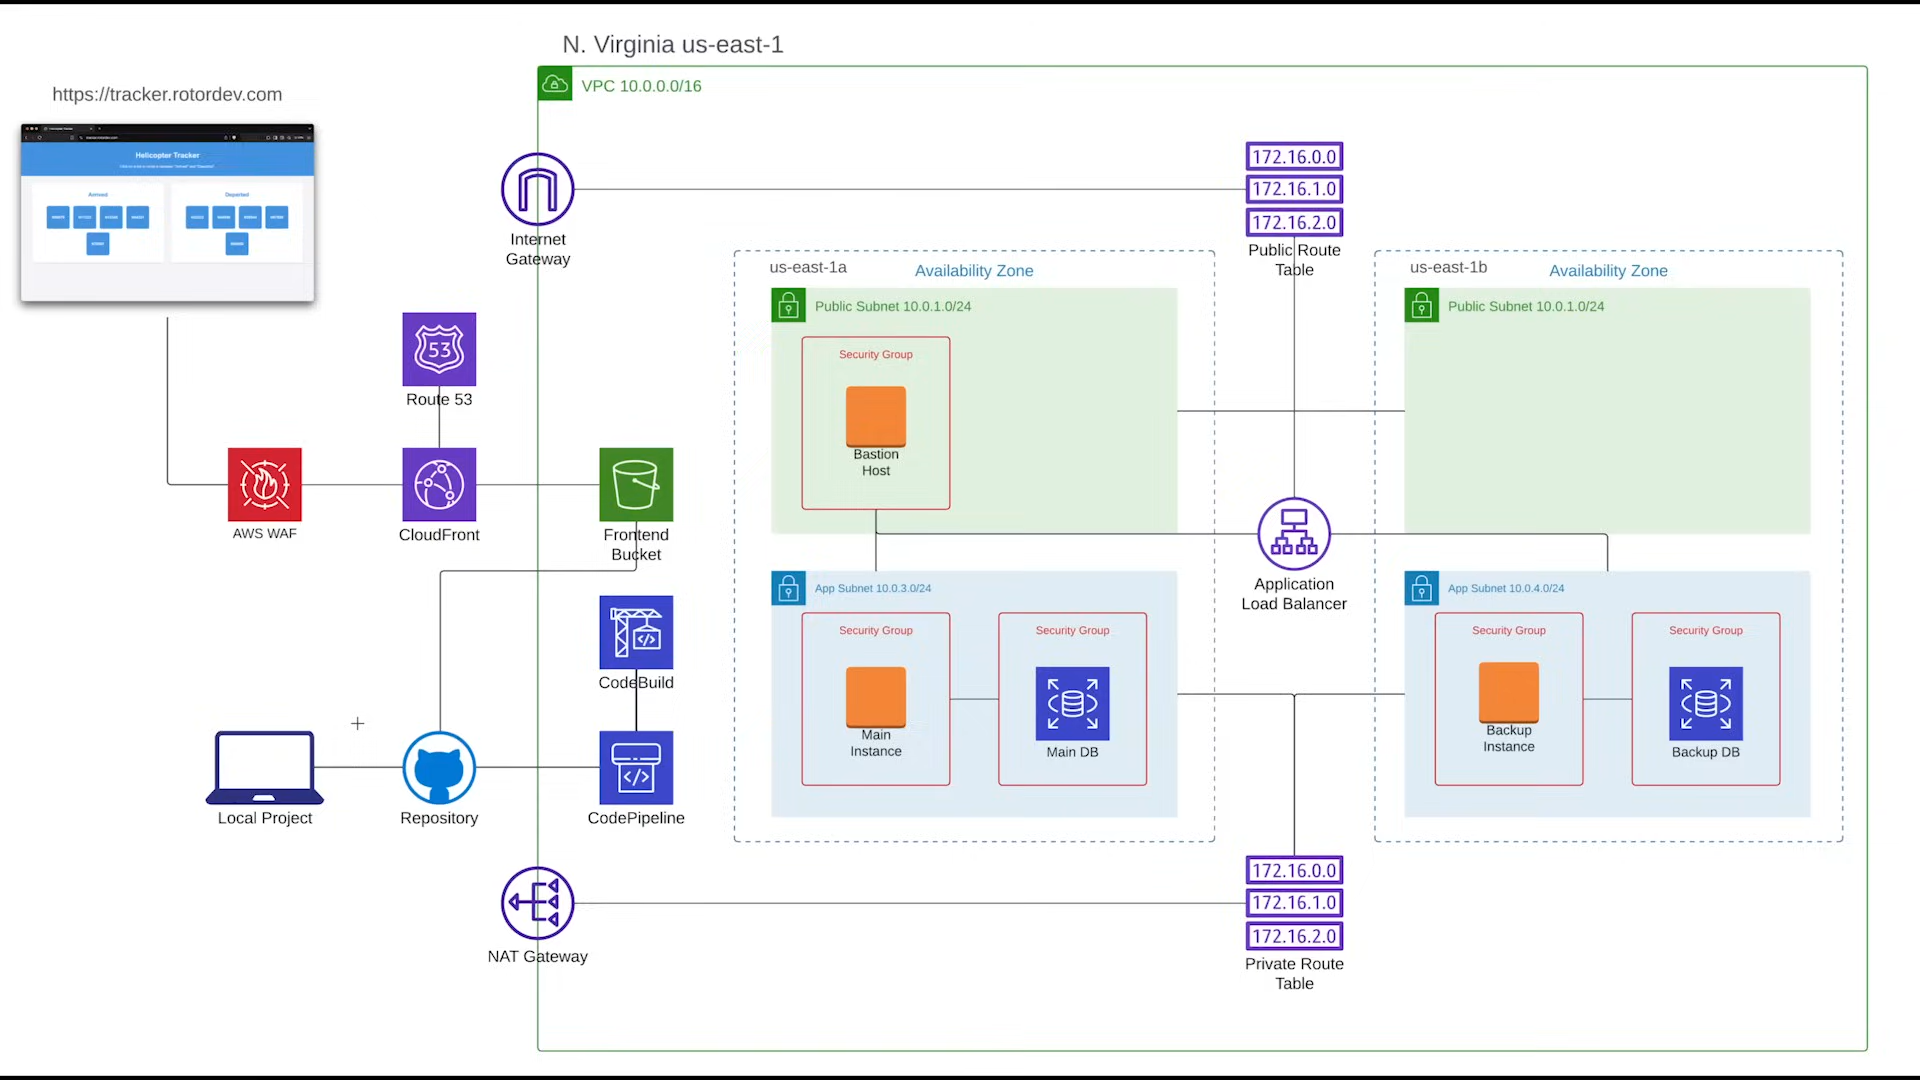 N. Virginia us-east-1
VPC 10.0.0.0/16
https://tracker.rotordev.com
Helicopter Tracker
Arrived
Departed
Internet
Gateway
172.16.0.0
172.16.1.0
172.16.2.0
Public Route
Table
us-east-1a
Availability Zone
Public Subnet 10.0.1.0/24
Security Group
Bastion
Host
us-east-1b
Availability Zone
Public Subnet 10.0.1.0/24
53
Route 53
AWS WAF
CloudFront
Frontend
Bucket
Application
Load Balancer
App Subnet 10.0.3.0/24
Security Group
Main
Instance
Security Group
Main DB
App Subnet 10.0.4.0/24
Security Group
Backup
Instance
Security Group
Backup DB
CodeBuild
Local Project
Repository
CodePipeline
NAT Gateway
172.16.0.0
172.16.1.0
172.16.2.0
Private Route
Table